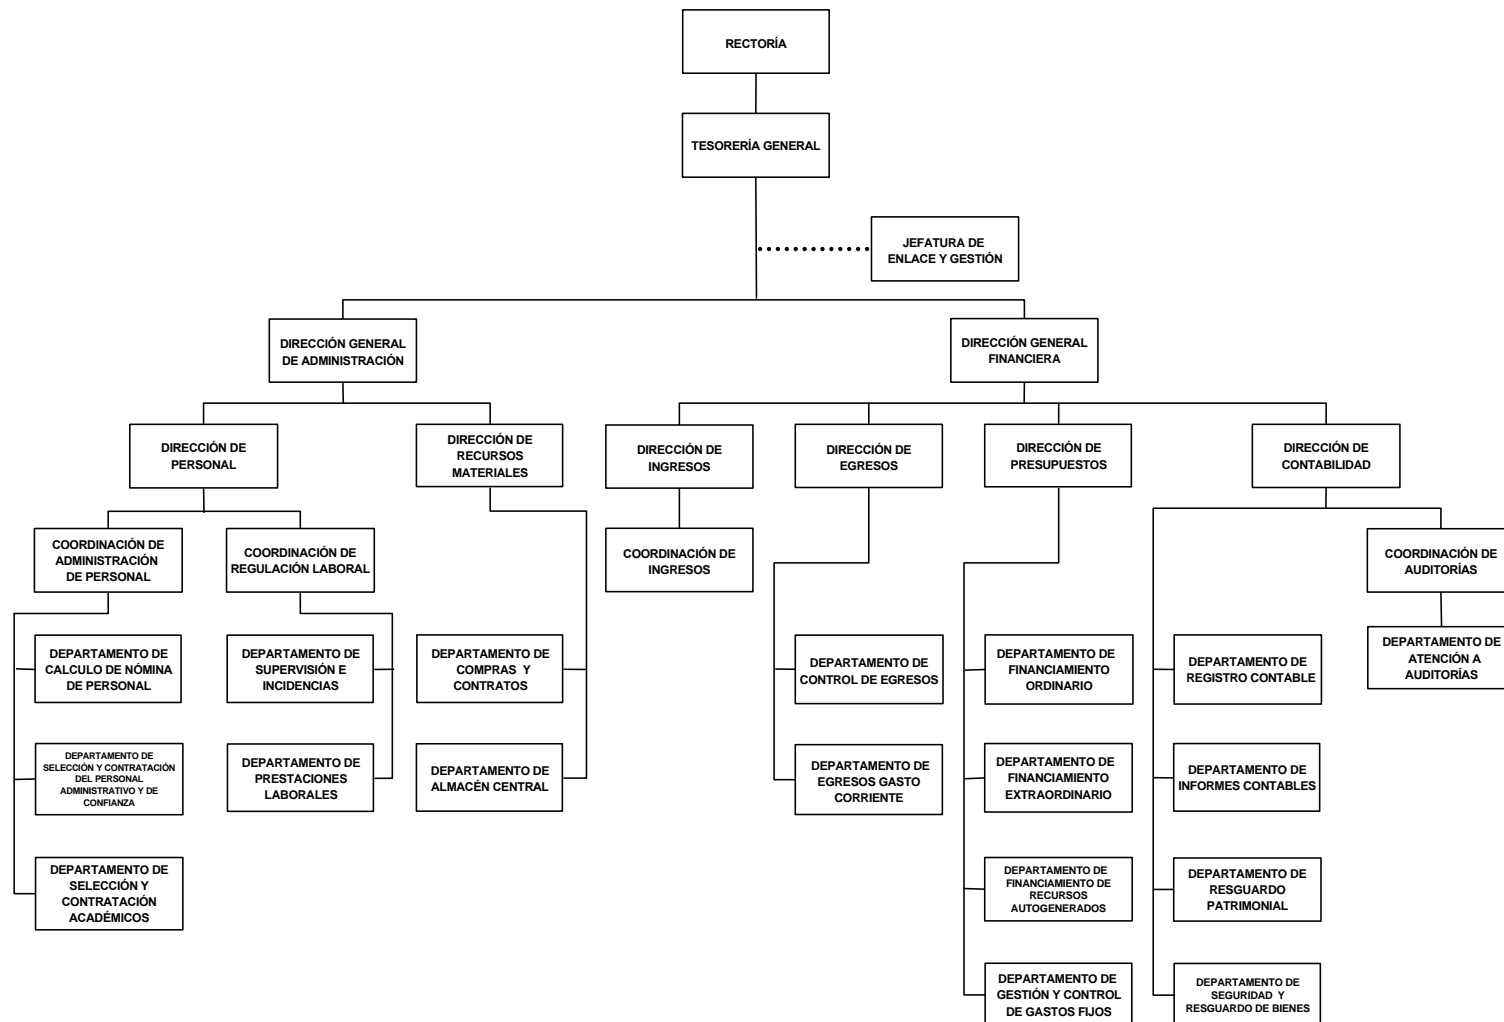 RECTORÍA
TESORERÍA GENERAL
JEFATURA DE
ENLACE Y GESTIÓN
DIRECCIÓN GENERAL
DE ADMINISTRACIÓN
DIRECCIÓN GENERAL
FINANCIERA
DIRECCIÓN DE
PERSONAL
DIRECCIÓN DE
RECURSOS
MATERIALES
DIRECCIÓN DE
INGRESOS
DIRECCIÓN DE
EGRESOS
DIRECCIÓN DE
PRESUPUESTOS
DIRECCIÓN DE
CONTABILIDAD
COORDINACIÓN DE
ADMINISTRACIÓN
DE PERSONAL
COORDINACIÓN DE
REGULACIÓN LABORAL
COORDINACIÓN DE
INGRESOS
COORDINACIÓN DE
AUDITORÍAS
DEPARTAMENTO DE
CALCULO DE NÓMINA
DE PERSONAL
DEPARTAMENTO DE
SUPERVISIÓN E
INCIDENCIAS
DEPARTAMENTO DE
COMPRAS Y
CONTRATOS
DEPARTAMENTO DE
CONTROL DE EGRESOS
DEPARTAMENTO DE
FINANCIAMIENTO
ORDINARIO
DEPARTAMENTO DE
REGISTRO CONTABLE
DEPARTAMENTO DE
ATENCIÓN A
AUDITORÍAS
DEPARTAMENTO DE
SELECCIÓN Y CONTRATACIÓN
DEL PERSONAL
ADMINISTRATIVO Y DE
CONFIANZA
DEPARTAMENTO DE
PRESTACIONES
LABORALES
DEPARTAMENTO DE
ALMACÉN CENTRAL
DEPARTAMENTO DE
EGRESOS GASTO
CORRIENTE
DEPARTAMENTO DE
FINANCIAMIENTO
EXTRAORDINARIO
DEPARTAMENTO DE
INFORMES CONTABLES
DEPARTAMENTO DE
SELECCIÓN Y
CONTRATACIÓN
ACADÉMICOS
DEPARTAMENTO DE
FINANCIAMIENTO DE
RECURSOS
AUTOGENERADOS
DEPARTAMENTO DE
RESGUARDO
PATRIMONIAL
DEPARTAMENTO DE
GESTIÓN Y CONTROL
DE GASTOS FIJOS
DEPARTAMENTO DE
SEGURIDAD Y
RESGUARDO DE BIENES